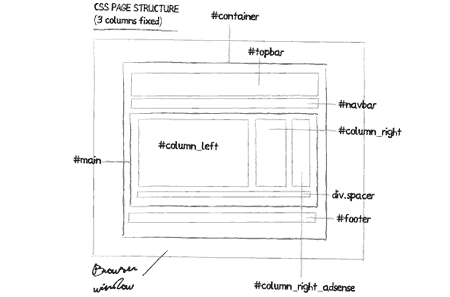 CSS PAGE STRUCTURE
(3 columns fixed)
#container
#topbar
#navbar
#column_right
#column_left
#main
div.spacer
#footer
Browser
window
#column_right_adsense